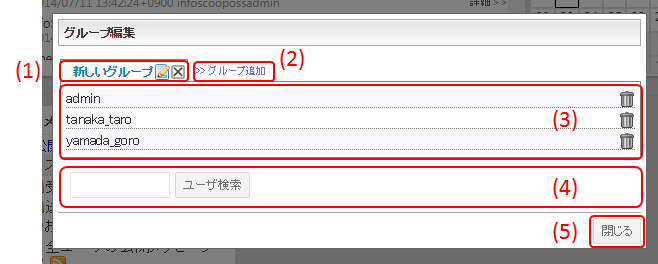 2014/07/11 13:42:24+0900 infoscoopossadmin
詳細 >>
グループ編集
(1) 新しいグループ >> グループ追加 (2)
admin
tanaka_taro (3)
yamada_goro
ユーザ検索 (4)
(5) 閉じる